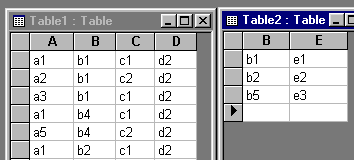 Table1 : Table
A B C D
a1 b1 c1 d2
a2 b1 c2 d2
a3 b1 c1 d2
a1 b4 c1 d2
a5 b4 c2 d2
a1 b2 c1 d2
Table2 : Table
B E
b1 e1
b2 e2
b5 e3